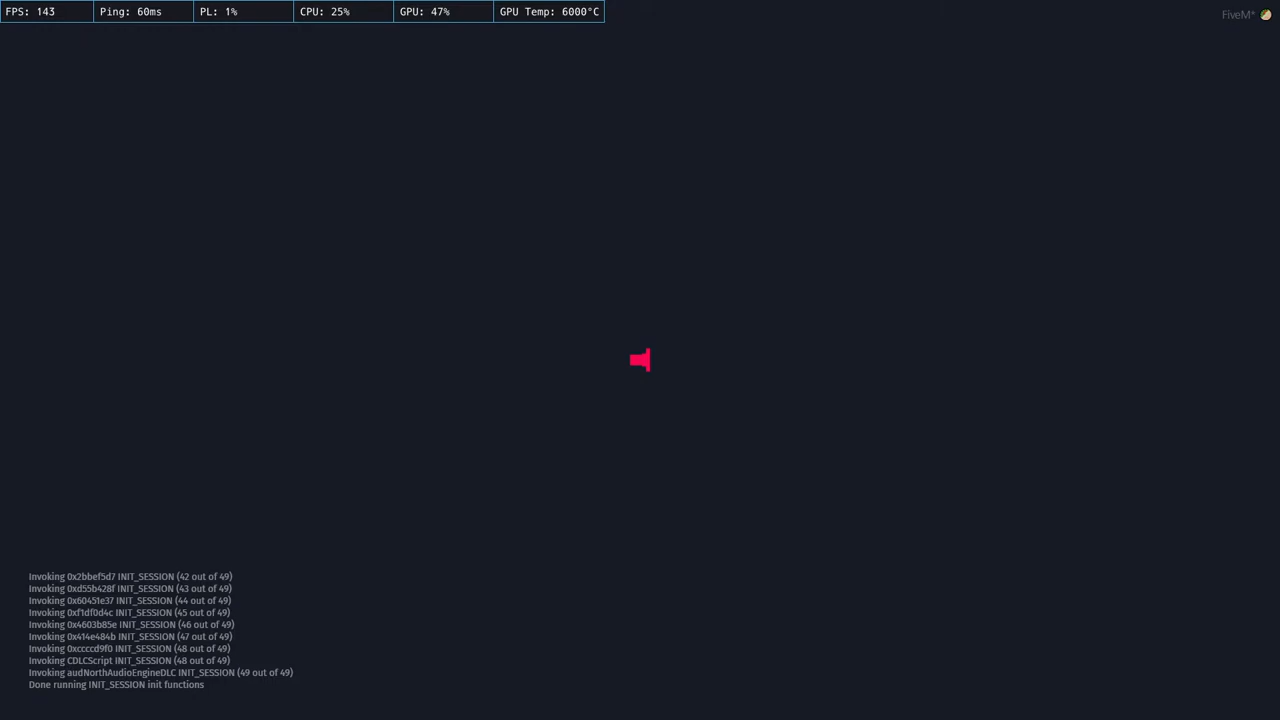 FPS: 143 Ping: 60ms PL: 1% CPU: 25% GPU: 47% GPU Temp: 6000°C
FiveM*
Invoking 0x2bbef5d7 INIT_SESSION (42 out of 49)
Invoking 0xd55b428f INIT_SESSION (43 out of 49)
Invoking 0x60451e37 INIT_SESSION (44 out of 49)
Invoking 0xf1df0d4c INIT_SESSION (45 out of 49)
Invoking 0x4603b85e INIT_SESSION (46 out of 49)
Invoking 0x414e484b INIT_SESSION (47 out of 49)
Invoking 0xccccd9f0 INIT_SESSION (48 out of 49)
Invoking CDLCScript INIT_SESSION (48 out of 49)
Invoking audNorthAudioEngineDLC INIT_SESSION (49 out of 49)
Done running INIT_SESSION init functions